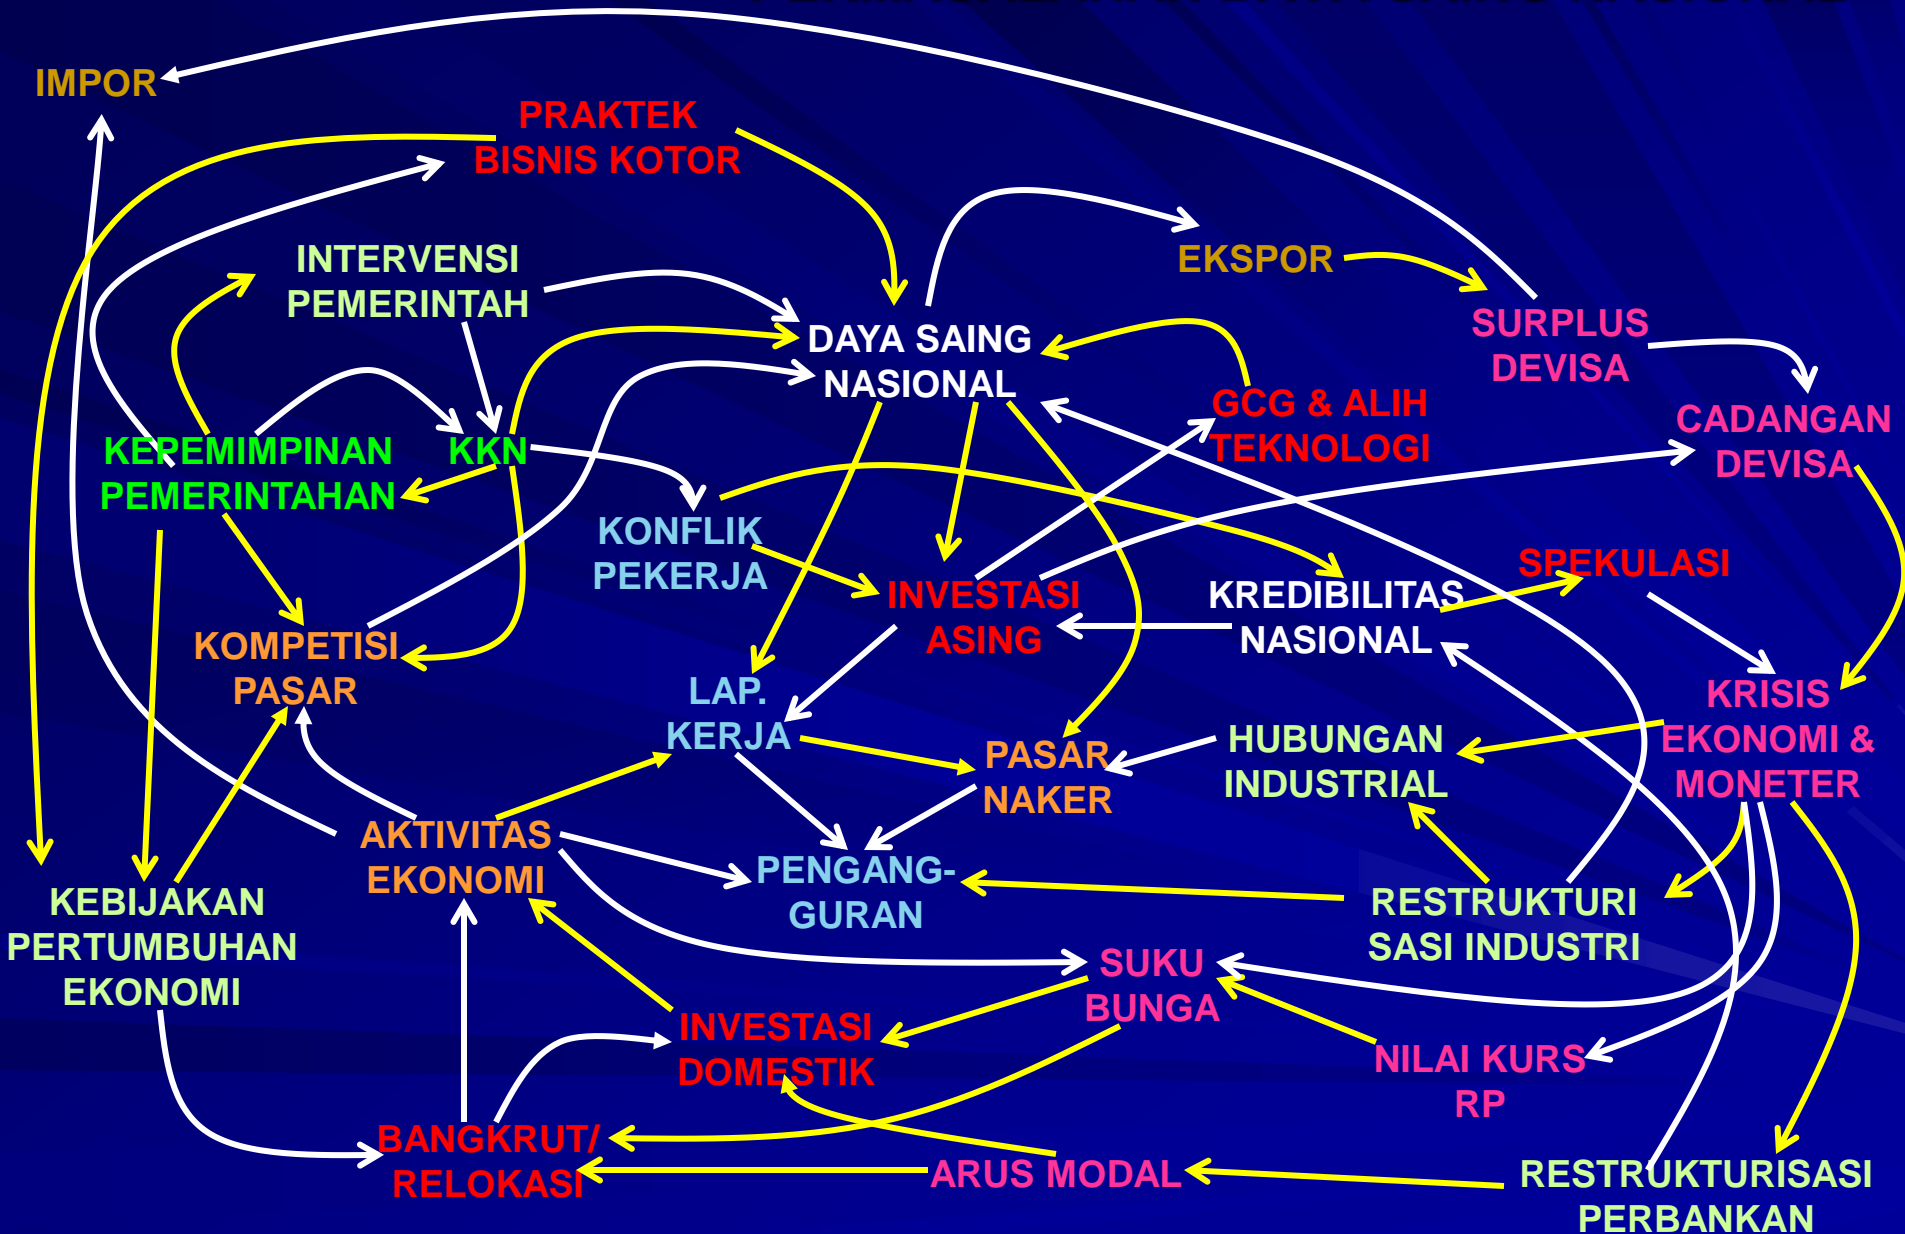 IMPOR
PRAKTEK
BISNIS KOTOR
INTERVENSI
PEMERINTAH
EKSPOR
DAYA SAING
NASIONAL
SURPLUS
DEVISA
GCG & ALIH
TEKNOLOGI
CADANGAN
DEVISA
KEPEMIMPINAN
PEMERINTAHAN
KKN
KONFLIK
PEKERJA
INVESTASI
ASING
KREDIBILITAS
NASIONAL
SPEKULASI
KOMPETISI
PASAR
LAP.
KERJA
PASAR
NAKER
HUBUNGAN
INDUSTRIAL
KRISIS
EKONOMI &
MONETER
AKTIVITAS
EKONOMI
PENGANG-
GURAN
RESTRUKTURI
SASI INDUSTRI
KEBIJAKAN
PERTUMBUHAN
EKONOMI
SUKU
BUNGA
INVESTASI
DOMESTIK
NILAI KURS
RP
BANGKRUT/
RELOKASI
ARUS MODAL
RESTRUKTURISASI
PERBANKAN